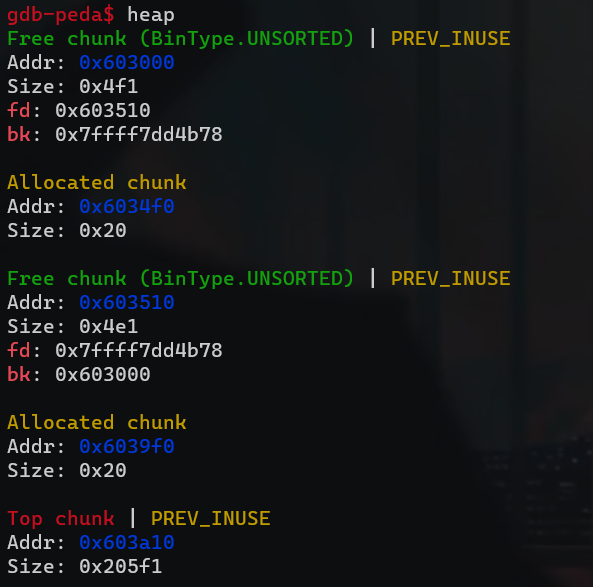 gdb-peda$ heap
Free chunk (BinType.UNSORTED) | PREV_INUSE
Addr: 0x603000
Size: 0x4f1
fd: 0x603510
bk: 0x7ffff7dd4b78
Allocated chunk
Addr: 0x6034f0
Size: 0x20
Free chunk (BinType.UNSORTED) | PREV_INUSE
Addr: 0x603510
Size: 0x4e1
fd: 0x7ffff7dd4b78
bk: 0x603000
Allocated chunk
Addr: 0x6039f0
Size: 0x20
Top chunk | PREV_INUSE
Addr: 0x603a10
Size: 0x205f1